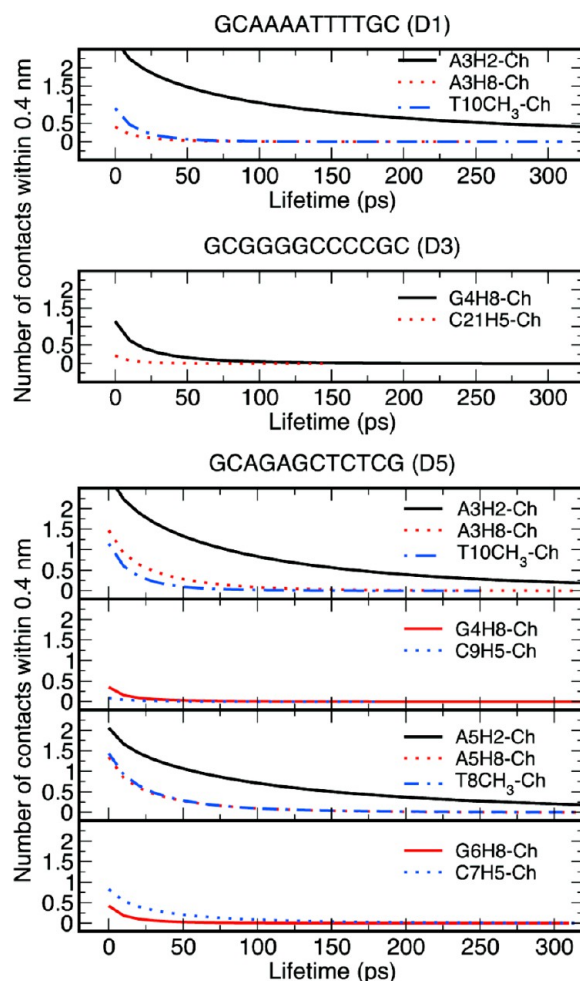 GCAAAATTTTGC (D1)
A3H2-Ch
A3H8-Ch
T10CH3-Ch
2
1.5
1
0.5
0
0 50 100 150 200 250 300
Lifetime (ps)
Number of contacts within 0.4 nm
GCGGGGCCCCGC (D3)
G4H8-Ch
C21H5-Ch
2
1.5
1
0.5
0
0 50 100 150 200 250 300
Lifetime (ps)
GCAGAGCTCTCG (D5)
A3H2-Ch
A3H8-Ch
T10CH3-Ch
2
1.5
1
0.5
0
G4H8-Ch
C9H5-Ch
2
1.5
1
0.5
0
Number of contacts within 0.4 nm
A5H2-Ch
A5H8-Ch
T8CH3-Ch
2
1.5
1
0.5
0
G6H8-Ch
C7H5-Ch
2
1.5
1
0.5
0
0 50 100 150 200 250 300
Lifetime (ps)